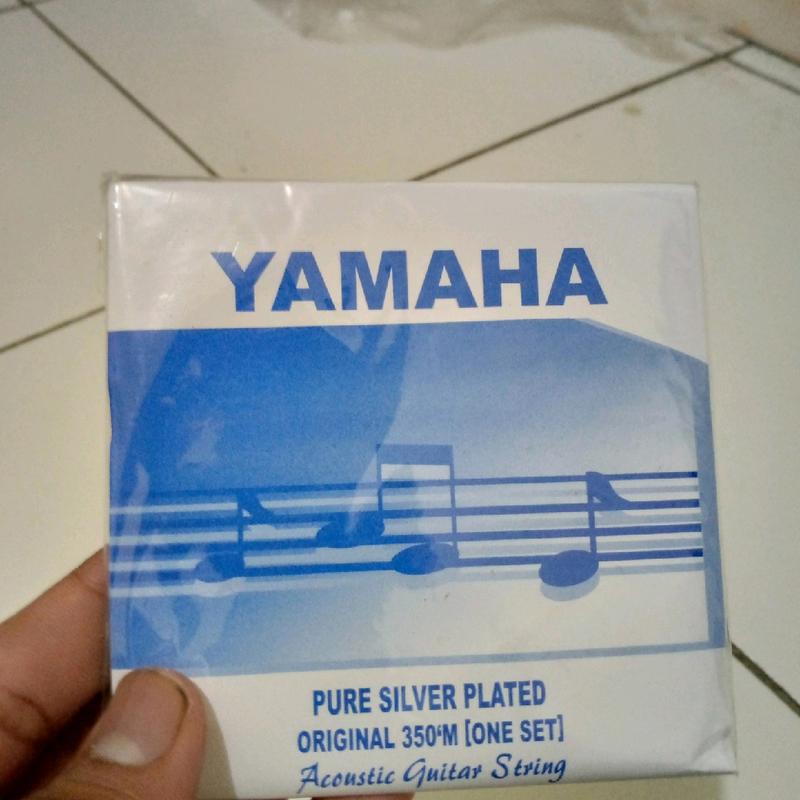 YAMAHA
PURE SILVER PLATED
ORIGINAL 350‘M [ONE SET]
Acoustic Guitar String